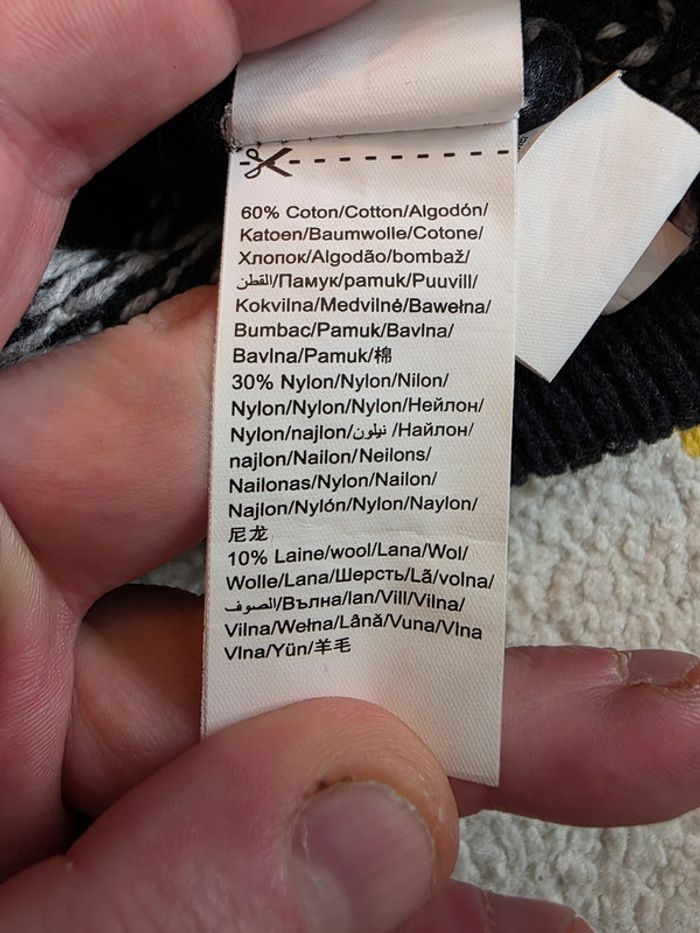 60% Coton/Cotton/Algodón/
Katoen/Baumwolle/Cotone/
Хлопок/Algodão/bombaž/
القطن/Памук/pamuk/Puuvill/
Kokvilna/Medvilnė/Bawełna/
Bumbac/Pamuk/Bavlna/
Bavlna/Pamuk/棉
30% Nylon/Nylon/Nilon/
Nylon/Nylon/Nylon/Нейлон/
Nylon/najlon/نيلون /Найлон/
najlon/Nailon/Neilons/
Nailonas/Nylon/Nailon/
Najlon/Nylón/Nylon/Naylon/
尼龙
10% Laine/wool/Lana/Wol/
Wolle/Lana/Шерсть/Lã/volna/
الصوف/Вълна/lan/Vill/Vilna/
Vilna/Wełna/Lână/Vuna/Vlna
Vlna/Yün/羊毛